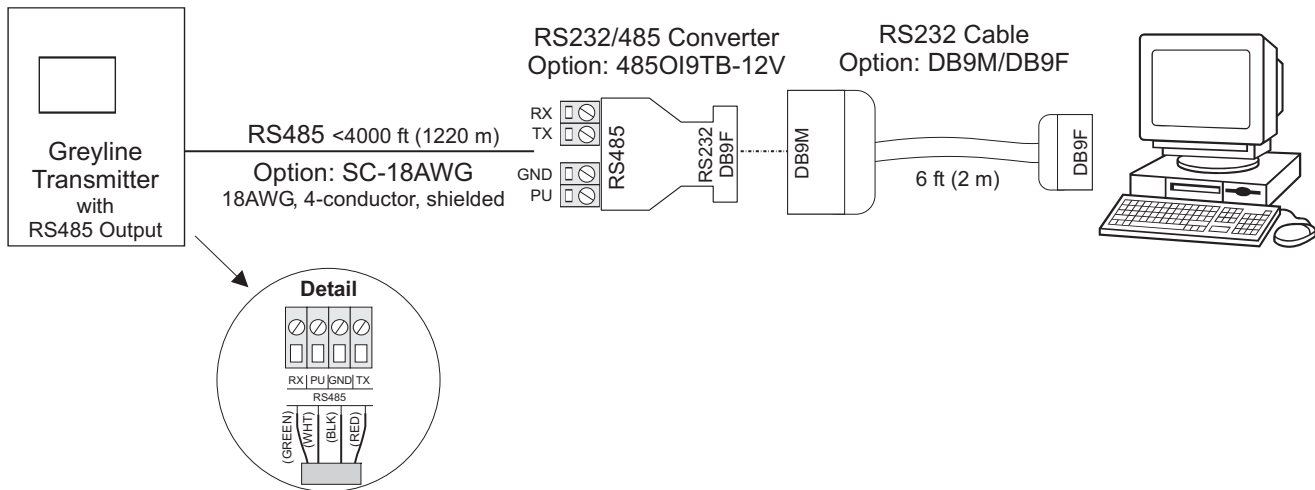 Greyline
Transmitter
with
RS485 Output
RS485 <4000 ft (1220 m)
Option: SC-18AWG
18AWG, 4-conductor, shielded
RS232/485 Converter
Option: 485OI9TB-12V
RX
TX
GND
PU
RS485
RS232
DB9F
RS232 Cable
Option: DB9M/DB9F
DB9M
6 ft (2 m)
DB9F
Detail
RX PU GND TX
RS485
(GREEN)
(WHT)
(BLK)
(RED)